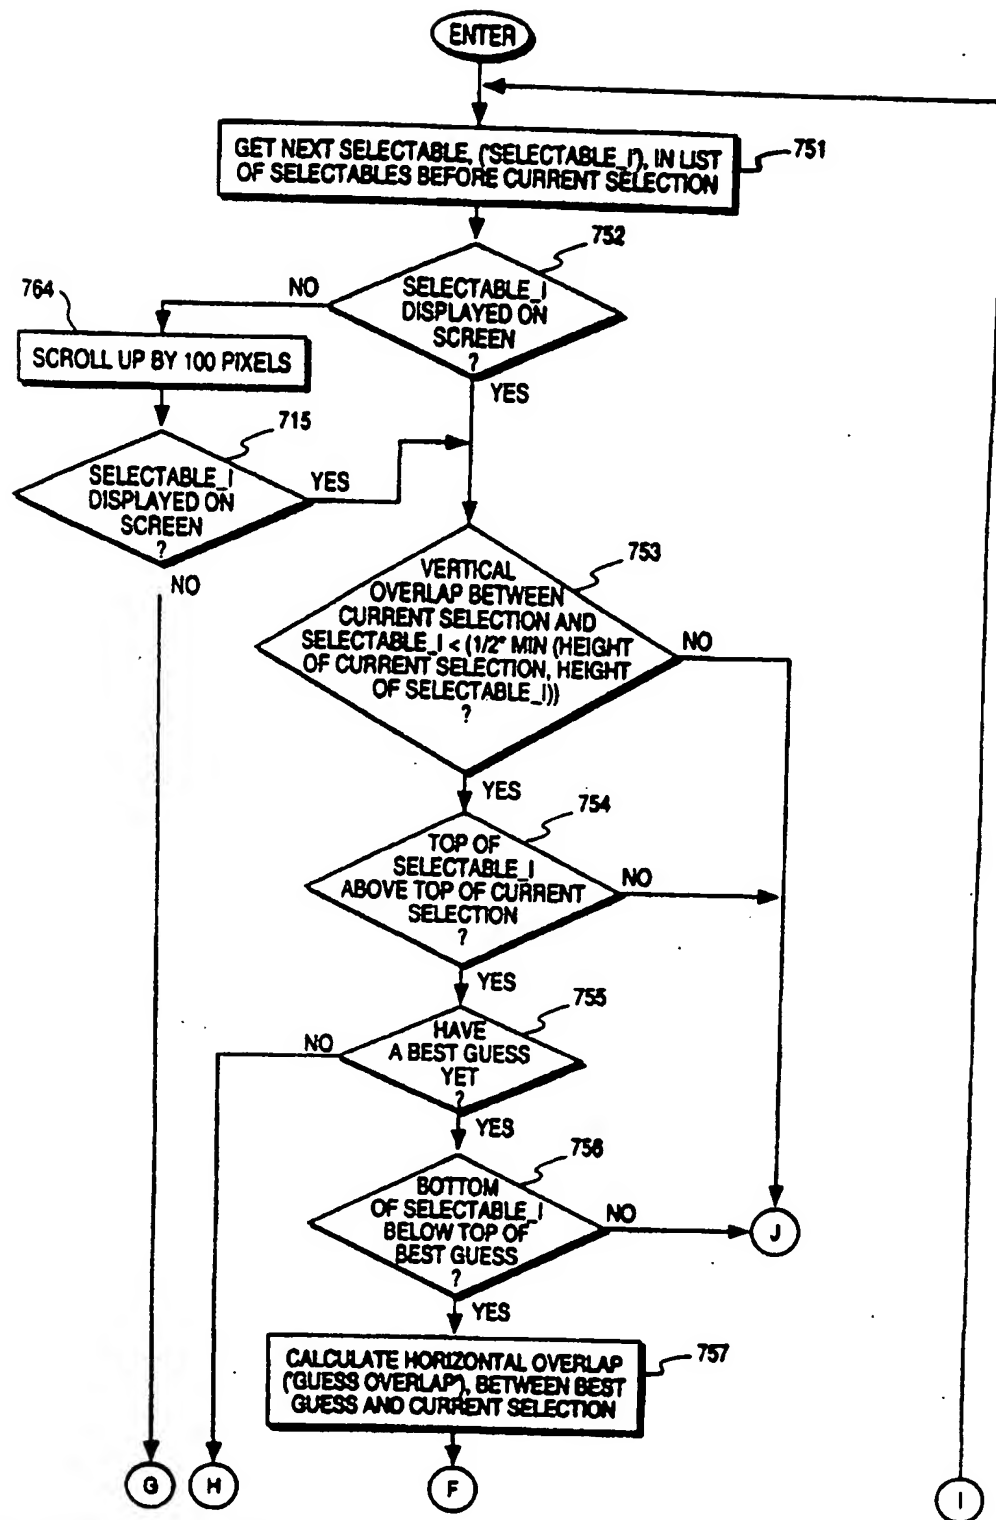 ENTER
GET NEXT SELECTABLE, ('SELECTABLE_I'), IN LIST
OF SELECTABLES BEFORE CURRENT SELECTION
751
752
SELECTABLE_I
DISPLAYED ON
SCREEN
?
NO
YES
764
SCROLL UP BY 100 PIXELS
715
SELECTABLE_I
DISPLAYED ON
SCREEN
?
YES
NO
753
VERTICAL
OVERLAP BETWEEN
CURRENT SELECTION AND
SELECTABLE_I < (1/2* MIN (HEIGHT
OF CURRENT SELECTION, HEIGHT
OF SELECTABLE_I))
?
NO
YES
754
TOP OF
SELECTABLE_I
ABOVE TOP OF CURRENT
SELECTION
?
NO
YES
755
HAVE
A BEST GUESS
YET
?
NO
YES
756
BOTTOM
OF SELECTABLE_I
BELOW TOP OF
BEST GUESS
?
NO
J
YES
CALCULATE HORIZONTAL OVERLAP
('GUESS OVERLAP'), BETWEEN BEST
GUESS AND CURRENT SELECTION
757
G
H
F
I